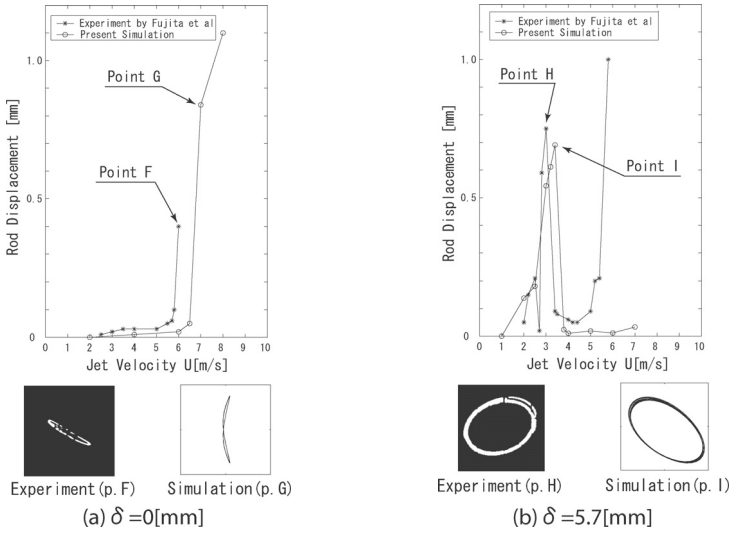 Experiment by Fujita et al
Present Simulation
Point G
Point F
Rod Displacement [mm]
1.0
0.5
0
0 1 2 3 4 5 6 7 8 9 10
Jet Velocity U[m/s]
Experiment(p.F)
Simulation(p.G)
(a) δ =0[mm]
Experiment by Fujita et al
Present Simulation
Point H
Point I
Rod Displacement [mm]
1.0
0.5
0
0 1 2 3 4 5 6 7 8 9 10
Jet Velocity U[m/s]
Experiment(p.H)
Simulation(p.I)
(b) δ =5.7[mm]